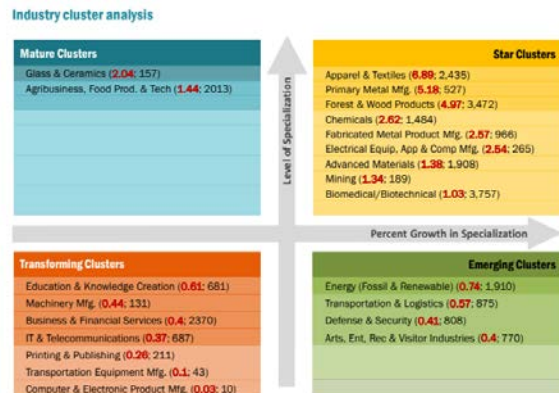 Industry cluster analysis
Mature Clusters
Glass & Ceramics (2.04; 157)
Agribusiness, Food Prod. & Tech (1.44; 2013)
Level of Specialization
Star Clusters
Apparel & Textiles (6.89; 2,435)
Primary Metal Mfg. (5.18; 527)
Forest & Wood Products (4.97; 3,472)
Chemicals (2.62; 1,484)
Fabricated Metal Product Mfg. (2.57; 966)
Electrical Equip, App & Comp Mfg. (2.54; 265)
Advanced Materials (1.38; 1,908)
Mining (1.34; 189)
Biomedical/Biotechnical (1.03; 3,757)
Percent Growth in Specialization
Transforming Clusters
Education & Knowledge Creation (0.61; 681)
Machinery Mfg. (0.44; 131)
Business & Financial Services (0.4; 2370)
IT & Telecommunications (0.37; 687)
Printing & Publishing (0.26; 211)
Transportation Equipment Mfg. (0.1; 43)
Computer & Electronic Product Mfg. (0.03; 10)
Emerging Clusters
Energy (Fossil & Renewable) (0.74; 1,910)
Transportation & Logistics (0.57; 875)
Defense & Security (0.41; 808)
Arts, Ent, Rec & Visitor Industries (0.4; 770)